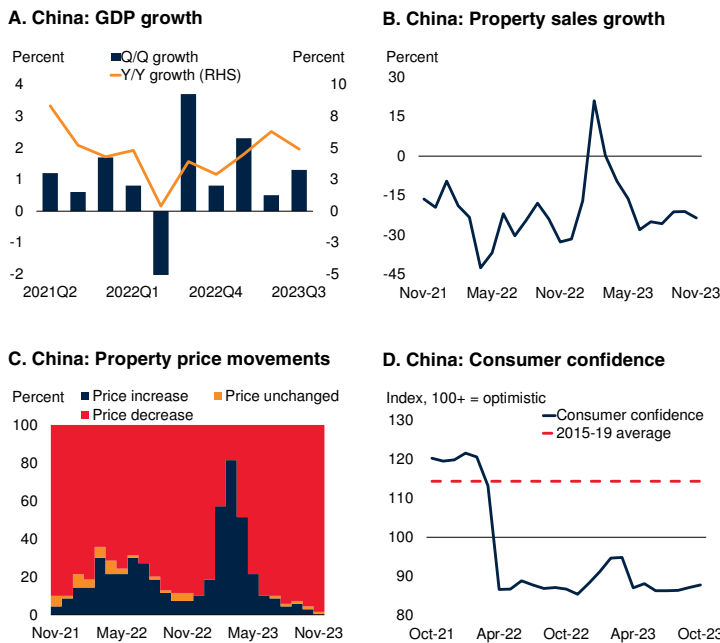 A. China: GDP growth
Percent
Q/Q growth
Y/Y growth (RHS)
Percent
4
3
2
1
0
-1
-2
10
8
5
3
0
-3
-5
2021Q2
2022Q1
2022Q4
2023Q3
B. China: Property sales growth
Percent
30
15
0
-15
-30
-45
Nov-21
May-22
Nov-22
May-23
Nov-23
C. China: Property price movements
Percent
Price increase
Price unchanged
Price decrease
100
80
60
40
20
0
Nov-21
May-22
Nov-22
May-23
Nov-23
D. China: Consumer confidence
Index, 100+ = optimistic
Consumer confidence
2015-19 average
130
120
110
100
90
80
Oct-21
Apr-22
Oct-22
Apr-23
Oct-23